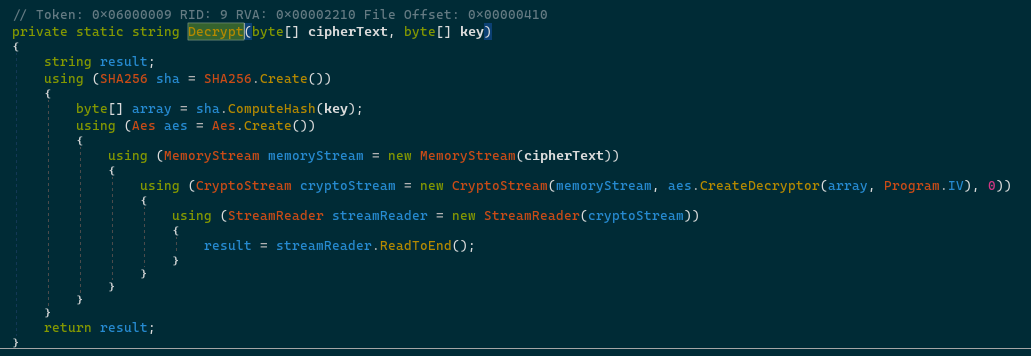 // Token: 0x06000009 RID: 9 RVA: 0x00002210 File Offset: 0x00000410
private static string Decrypt(byte[] cipherText, byte[] key)
{
    string result;
    using (SHA256 sha = SHA256.Create())
    {
        byte[] array = sha.ComputeHash(key);
        using (Aes aes = Aes.Create())
        {
            using (MemoryStream memoryStream = new MemoryStream(cipherText))
            {
                using (CryptoStream cryptoStream = new CryptoStream(memoryStream, aes.CreateDecryptor(array, Program.IV), 0))
                {
                    using (StreamReader streamReader = new StreamReader(cryptoStream))
                    {
                        result = streamReader.ReadToEnd();
                    }
                }
            }
        }
    }
    return result;
}